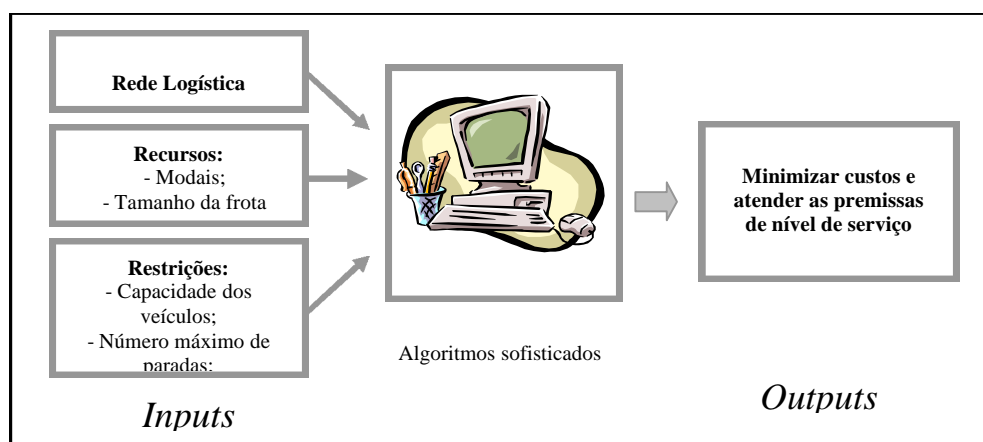 Rede Logística
Recursos:
- Modais;
- Tamanho da frota
Restrições:
- Capacidade dos
veículos;
- Número máximo de
paradas;
Inputs
Algoritmos sofisticados
Minimizar custos e
atender as premissas
de nível de serviço
Outputs